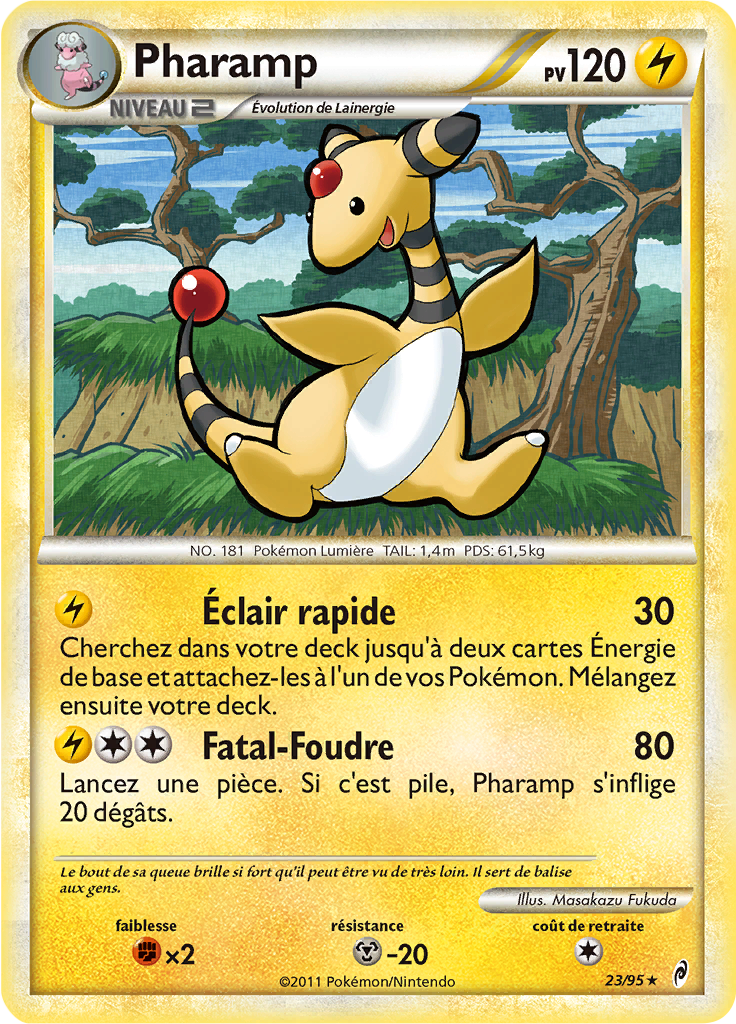 Pharamp
PV120
NIVEAU 2
Évolution de Lainergie
NO. 181 Pokémon Lumière TAIL: 1,4m PDS: 61,5kg
Éclair rapide 30
Cherchez dans votre deck jusqu'à deux cartes Énergie
de base et attachez-les à l'un de vos Pokémon. Mélangez
ensuite votre deck.
Fatal-Foudre 80
Lancez une pièce. Si c'est pile, Pharamp s'inflige
20 dégâts.
Le bout de sa queue brille si fort qu'il peut être vu de très loin. Il sert de balise
aux gens.
Illus. Masakazu Fukuda
faiblesse résistance coût de retraite
×2 -20
©2011 Pokémon/Nintendo 23/95★